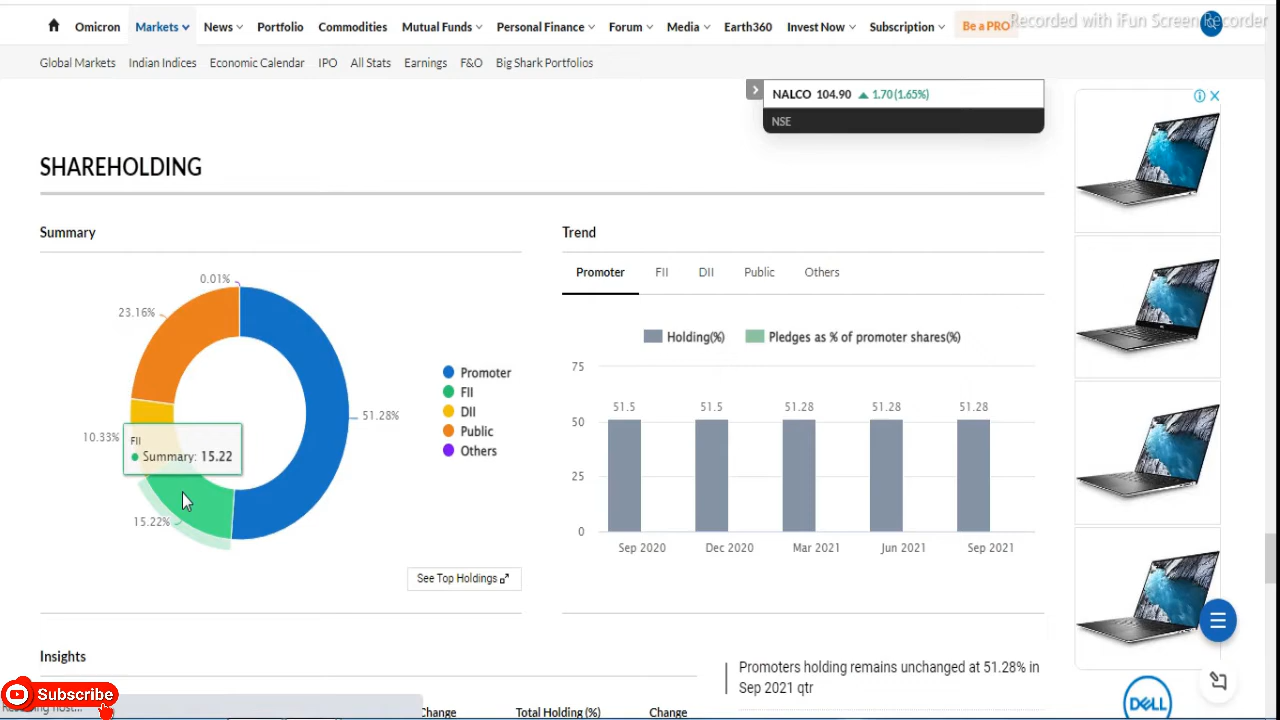 Omicron Markets News Portfolio Commodities Mutual Funds Personal Finance Forum Media Earth360 Invest Now Subscription Be a PRO
Recorded with iFun Screen Recorder
Global Markets Indian Indices Economic Calendar IPO All Stats Earnings F&O Big Shark Portfolios
NALCO 104.90 1.70 (1.65%)
NSE
SHAREHOLDING
Summary
Trend
Promoter FII DII Public Others
0.01%
23.16%
51.28%
10.33%
15.22%
FII
Summary: 15.22
Promoter
FII
DII
Public
Others
See Top Holdings
Holding(%) Pledges as % of promoter shares(%)
75
50
25
0
51.5 51.5 51.28 51.28 51.28
Sep 2020 Dec 2020 Mar 2021 Jun 2021 Sep 2021
Insights
Promoters holding remains unchanged at 51.28% in
Sep 2021 qtr
Subscribe
Change Total Holding (%) Change
DELL